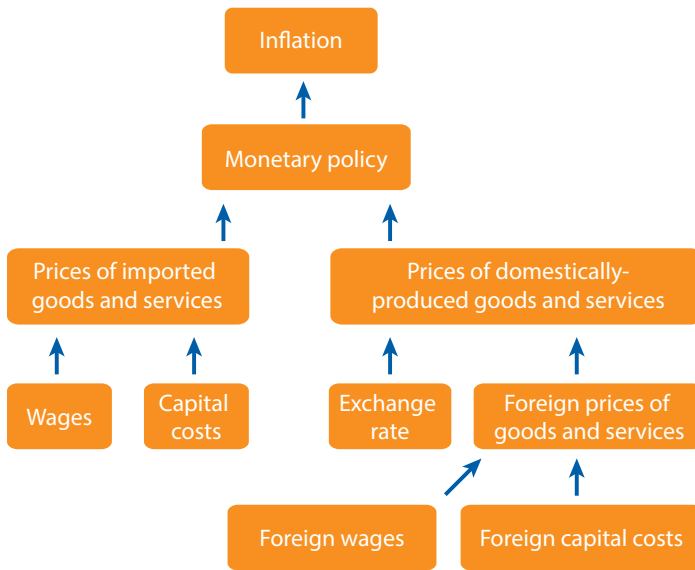 Inflation
Monetary policy
Prices of imported
goods and services
Prices of domestically-
produced goods and services
Wages
Capital
costs
Exchange
rate
Foreign prices of
goods and services
Foreign wages
Foreign capital costs